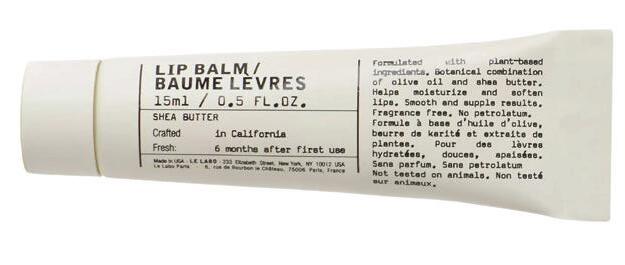 LIP BALM/
BAUME LÈVRES
15ml / 0.5 FL.OZ.
SHEA BUTTER
Crafted in California
Fresh: 6 months after first use
Made in USA - LE LABO - 233 Elizabeth Street, New York, NY 10012 USA
Le Labo Paris - 6, rue de Bourbon le Château, 75006 Paris, France
Formulated with plant-based
ingredients. Botanical combination
of olive oil and shea butter.
Helps moisturize and soften
lips. Smooth and supple results.
Fragrance free. No petrolatum.
Formule à base d'huile d'olive,
beurre de karité et extraits de
plantes. Pour des lèvres
hydratées, douces, apaisées.
Sans parfum. Sans petrolatum
Not tested on animals. Non testé
sur animaux.